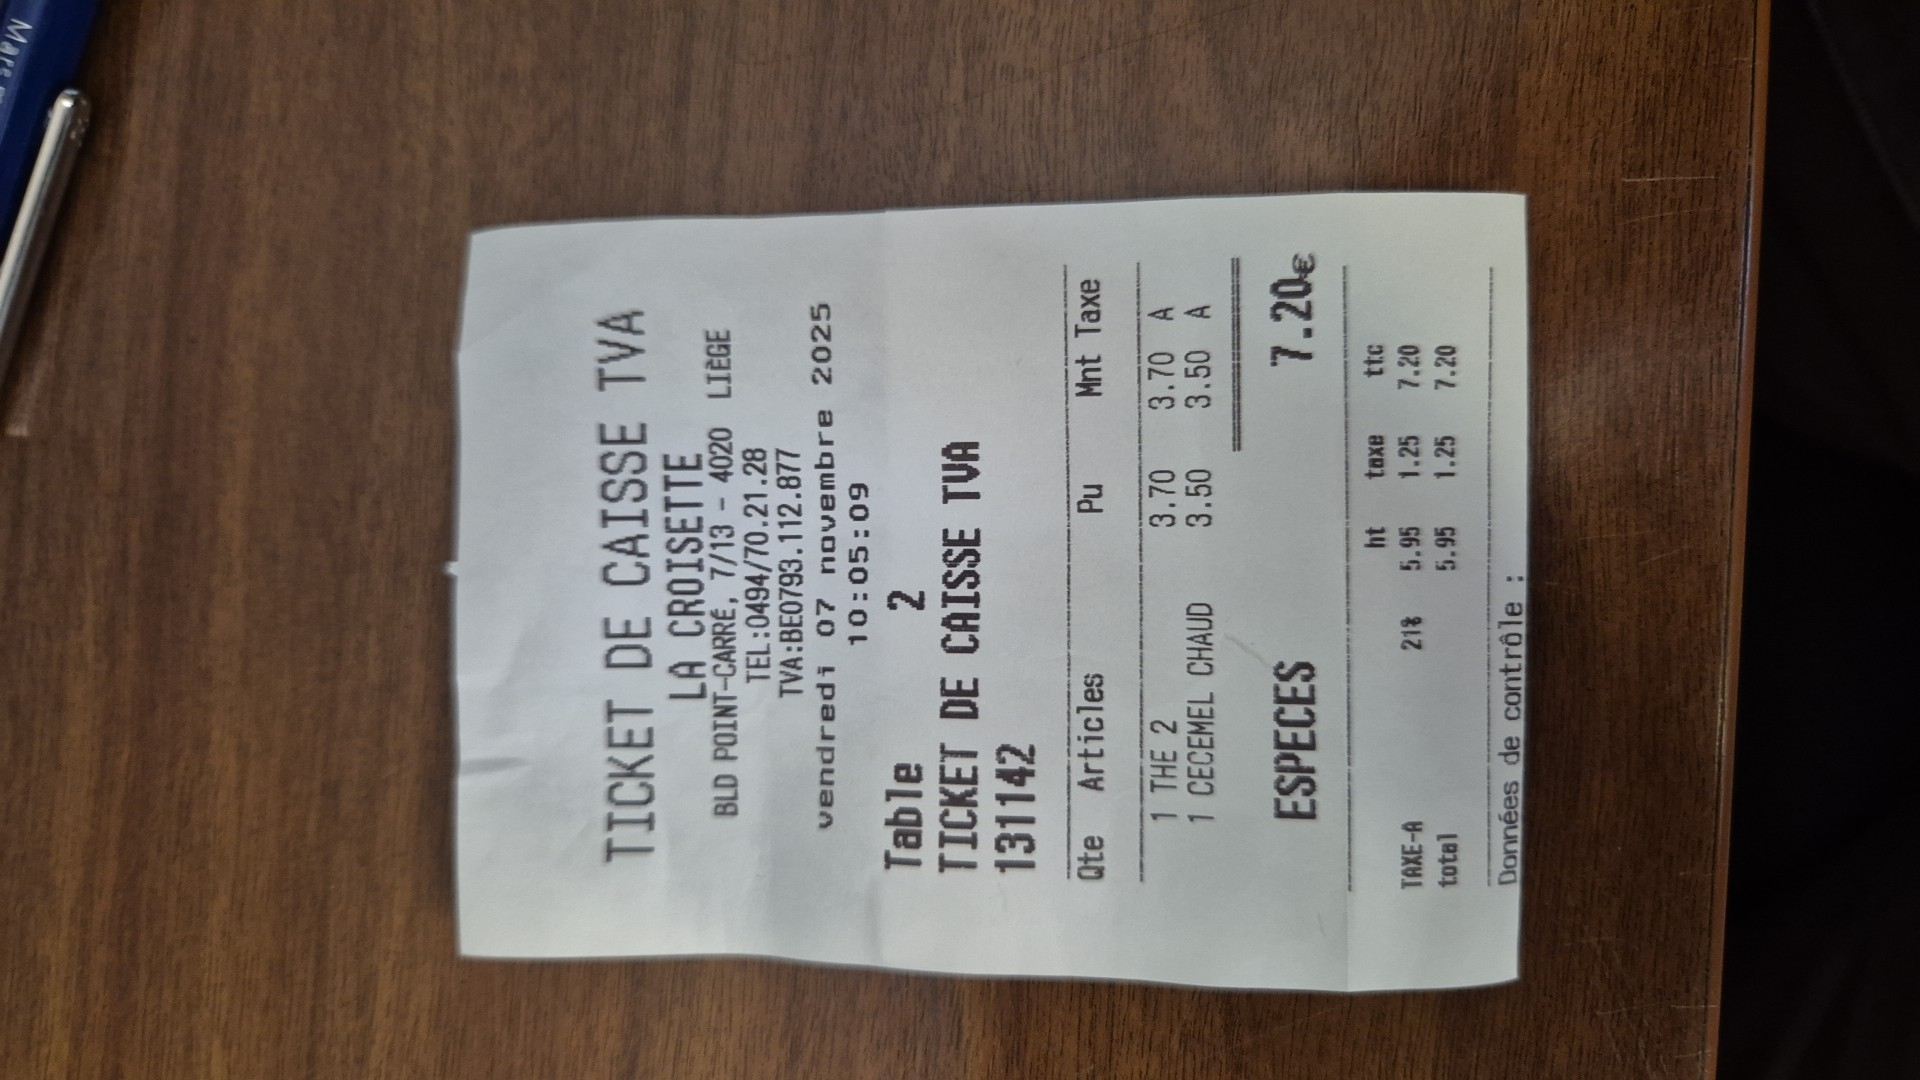 TICKET DE CAISSE TVA
LA CROISETTE
BLD POINT-CARRÉ, 7/13 - 4020 LIÈGE
TEL:0494/70.21.28
TVA:BE0793.112.877
vendredi 07 novembre 2025
10:05:09
Table 2
TICKET DE CAISSE TVA
131142
Qte Articles Pu Mnt Taxe
1 THE 2 3.70 3.70 A
1 CECEMEL CHAUD 3.50 3.50 A
ESPECES 7.20€
ht taxe ttc
TAXE-A 21% 5.95 1.25 7.20
total 5.95 1.25 7.20
Données de contrôle :